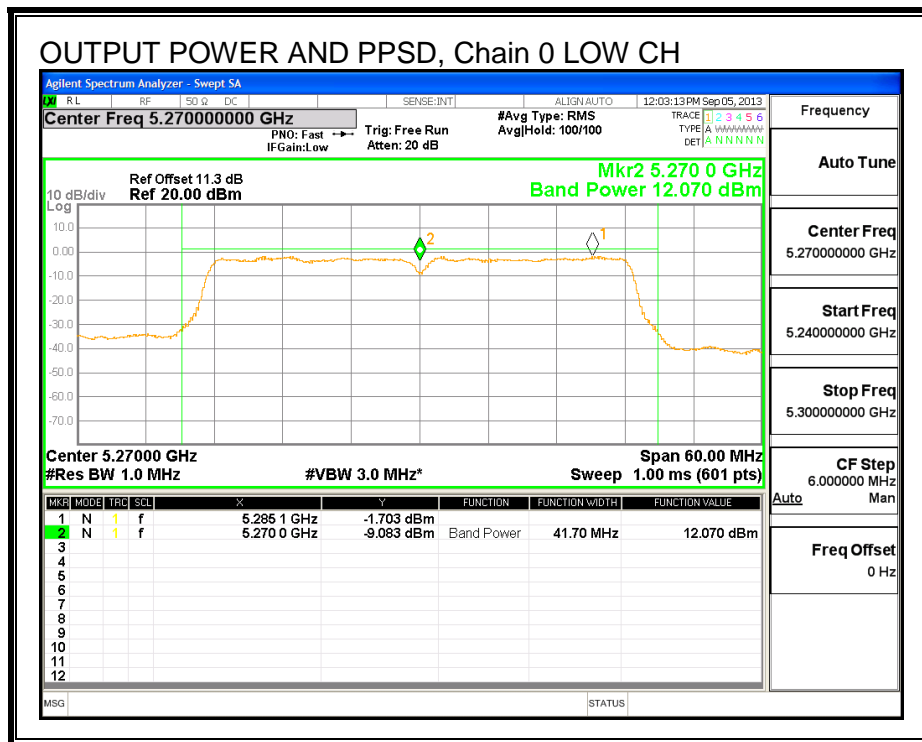 OUTPUT POWER AND PPSD, Chain 0 LOW CH
Agilent Spectrum Analyzer - Swept SA
LXI RL RF 50 Ω DC SENSE:INT ALIGN AUTO 12:03:13 PM Sep 05, 2013
Center Freq 5.270000000 GHz
PNO: Fast
IFGain:Low
Trig: Free Run
Atten: 20 dB
#Avg Type: RMS
Avg|Hold: 100/100
TRACE 1 2 3 4 5 6
TYPE A WWWWW
DET A N N N N N
Ref Offset 11.3 dB
Ref 20.00 dBm
10 dB/div
Log
Mkr2 5.270 0 GHz
Band Power 12.070 dBm
10.0
0.00
-10.0
-20.0
-30.0
-40.0
-50.0
-60.0
-70.0
2
1
Center 5.27000 GHz Span 60.00 MHz
#Res BW 1.0 MHz #VBW 3.0 MHz* Sweep 1.00 ms (601 pts)
MKR MODE TRC SCL X Y FUNCTION FUNCTION WIDTH FUNCTION VALUE
1 N 1 f 5.285 1 GHz -1.703 dBm
2 N 1 f 5.270 0 GHz -9.083 dBm Band Power 41.70 MHz 12.070 dBm
3
4
5
6
7
8
9
10
11
12
MSG STATUS
Frequency
Auto Tune
Center Freq
5.270000000 GHz
Start Freq
5.240000000 GHz
Stop Freq
5.300000000 GHz
CF Step
6.000000 MHz
Auto Man
Freq Offset
0 Hz